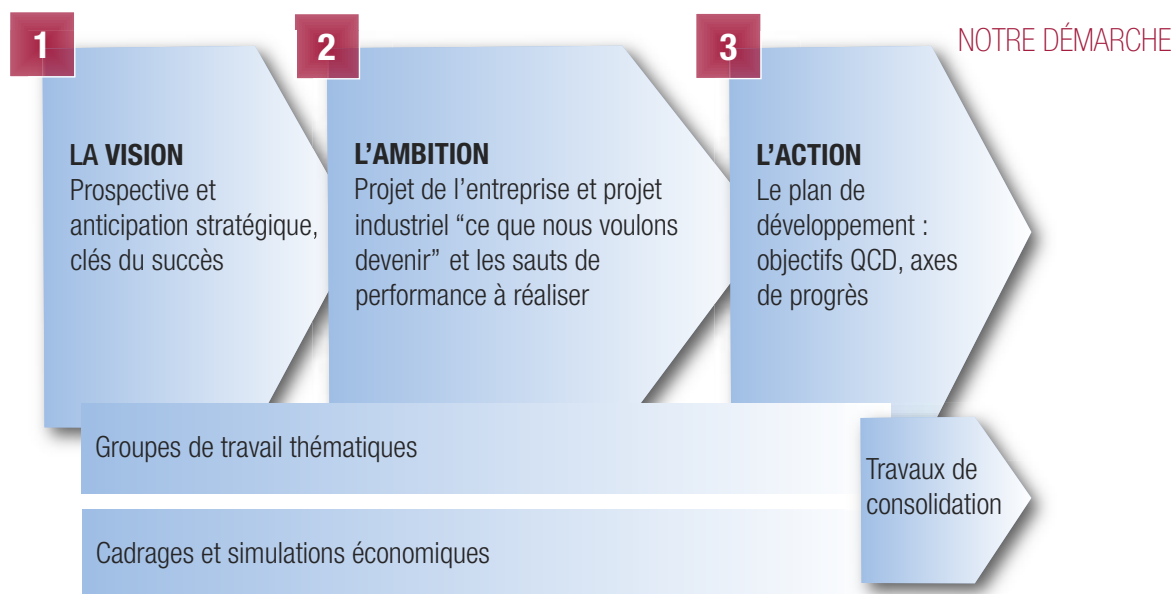 NOTRE DÉMARCHE
1
LA VISION
Prospective et
anticipation stratégique,
clés du succès
2
L’AMBITION
Projet de l’entreprise et projet
industriel “ce que nous voulons
devenir” et les sauts de
performance à réaliser
3
L’ACTION
Le plan de
développement :
objectifs QCD, axes
de progrès
Groupes de travail thématiques
Cadrages et simulations économiques
Travaux de
consolidation